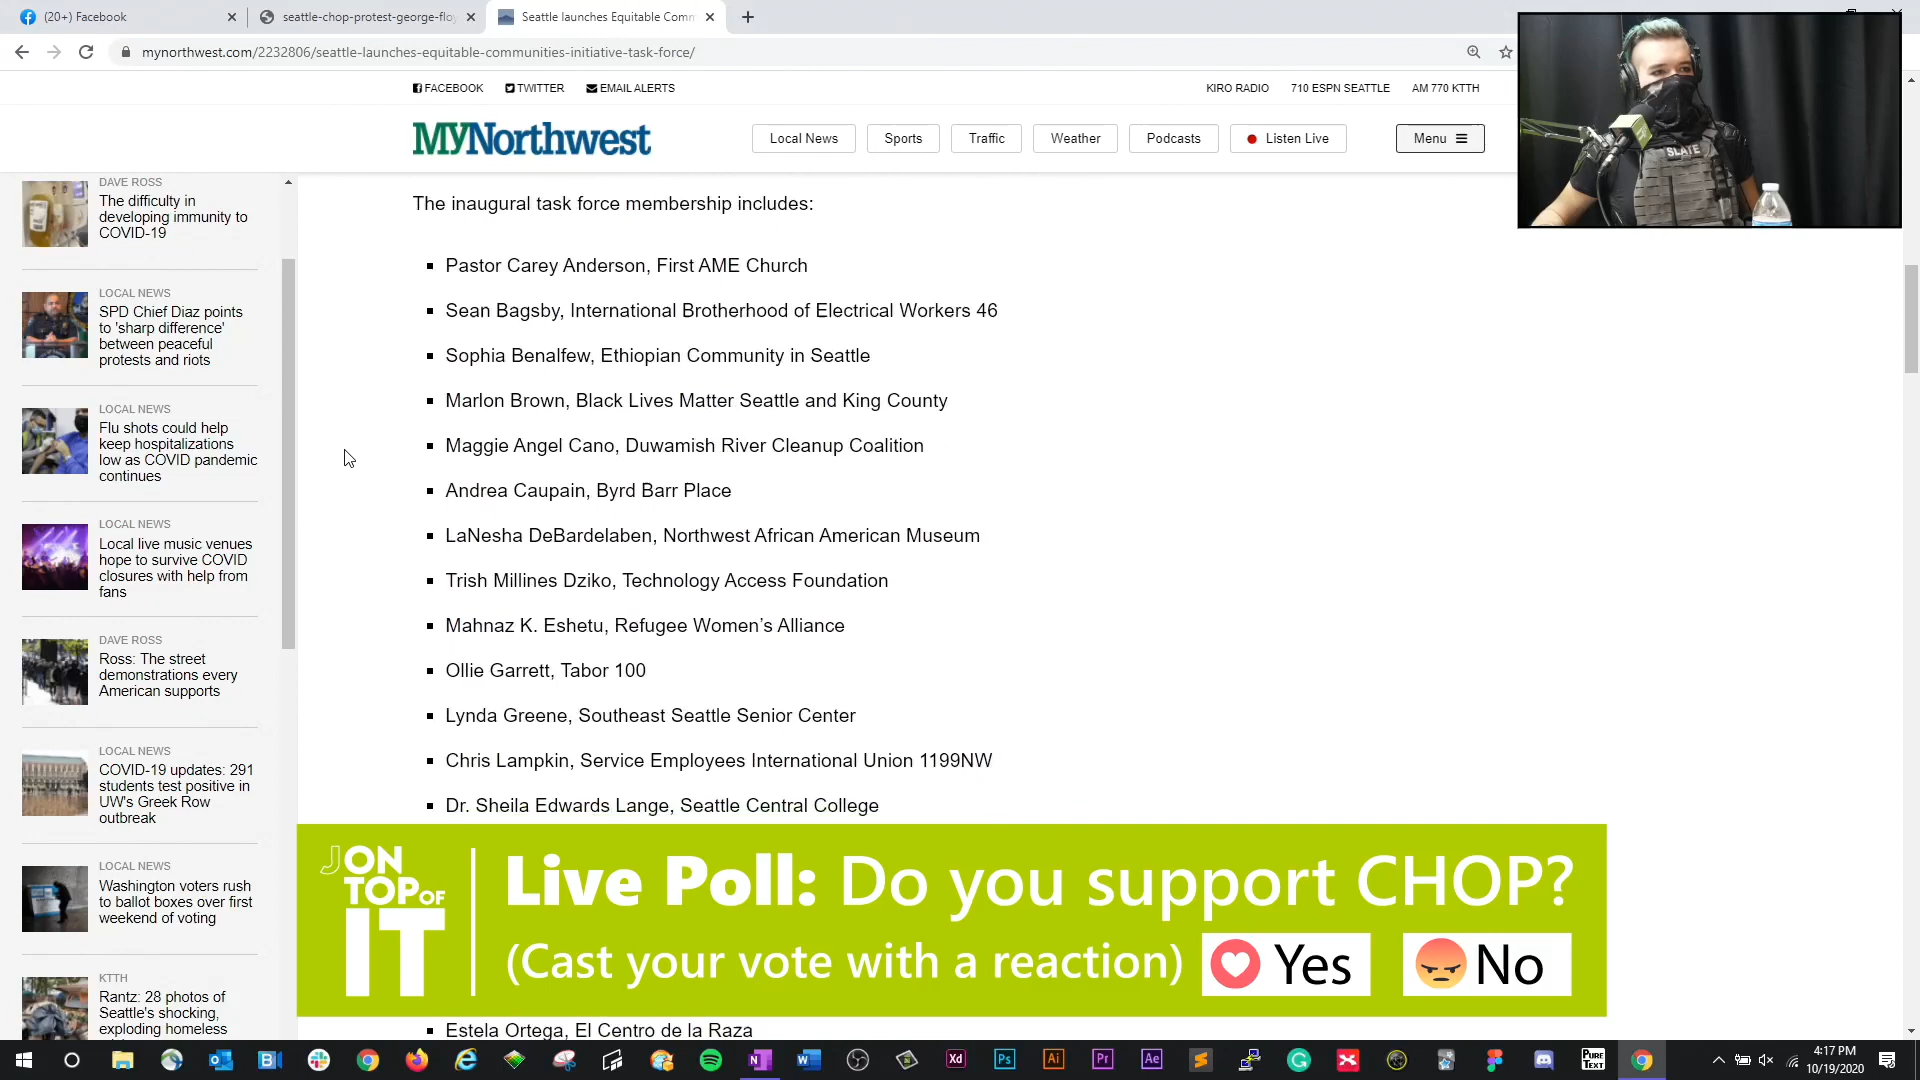 (20+) Facebook
seattle-chop-protest-george-floy
Seattle launches Equitable Comm
mynorthwest.com/2232806/seattle-launches-equitable-communities-initiative-task-force/
FACEBOOK
TWITTER
EMAIL ALERTS
KIRO RADIO
710 ESPN SEATTLE
AM 770 KTTH
MYNorthwest
Local News
Sports
Traffic
Weather
Podcasts
Listen Live
Menu
SLATE
DAVE ROSS
The difficulty in
developing immunity to
COVID-19
LOCAL NEWS
SPD Chief Diaz points
to 'sharp difference'
between peaceful
protests and riots
LOCAL NEWS
Flu shots could help
keep hospitalizations
low as COVID pandemic
continues
LOCAL NEWS
Local live music venues
hope to survive COVID
closures with help from
fans
DAVE ROSS
Ross: The street
demonstrations every
American supports
LOCAL NEWS
COVID-19 updates: 291
students test positive in
UW's Greek Row
outbreak
LOCAL NEWS
Washington voters rush
to ballot boxes over first
weekend of voting
KTTH
Rantz: 28 photos of
Seattle's shocking,
exploding homeless
The inaugural task force membership includes:
Pastor Carey Anderson, First AME Church
Sean Bagsby, International Brotherhood of Electrical Workers 46
Sophia Benalfew, Ethiopian Community in Seattle
Marlon Brown, Black Lives Matter Seattle and King County
Maggie Angel Cano, Duwamish River Cleanup Coalition
Andrea Caupain, Byrd Barr Place
LaNesha DeBardelaben, Northwest African American Museum
Trish Millines Dziko, Technology Access Foundation
Mahnaz K. Eshetu, Refugee Women’s Alliance
Ollie Garrett, Tabor 100
Lynda Greene, Southeast Seattle Senior Center
Chris Lampkin, Service Employees International Union 1199NW
Dr. Sheila Edwards Lange, Seattle Central College
JON
TOP OF
IT
Live Poll: Do you support CHOP?
(Cast your vote with a reaction) Yes No
Estela Ortega, El Centro de la Raza
Xd
Ps
Ai
Pr
Ae
PURE
TEXT
4:17 PM
10/19/2020